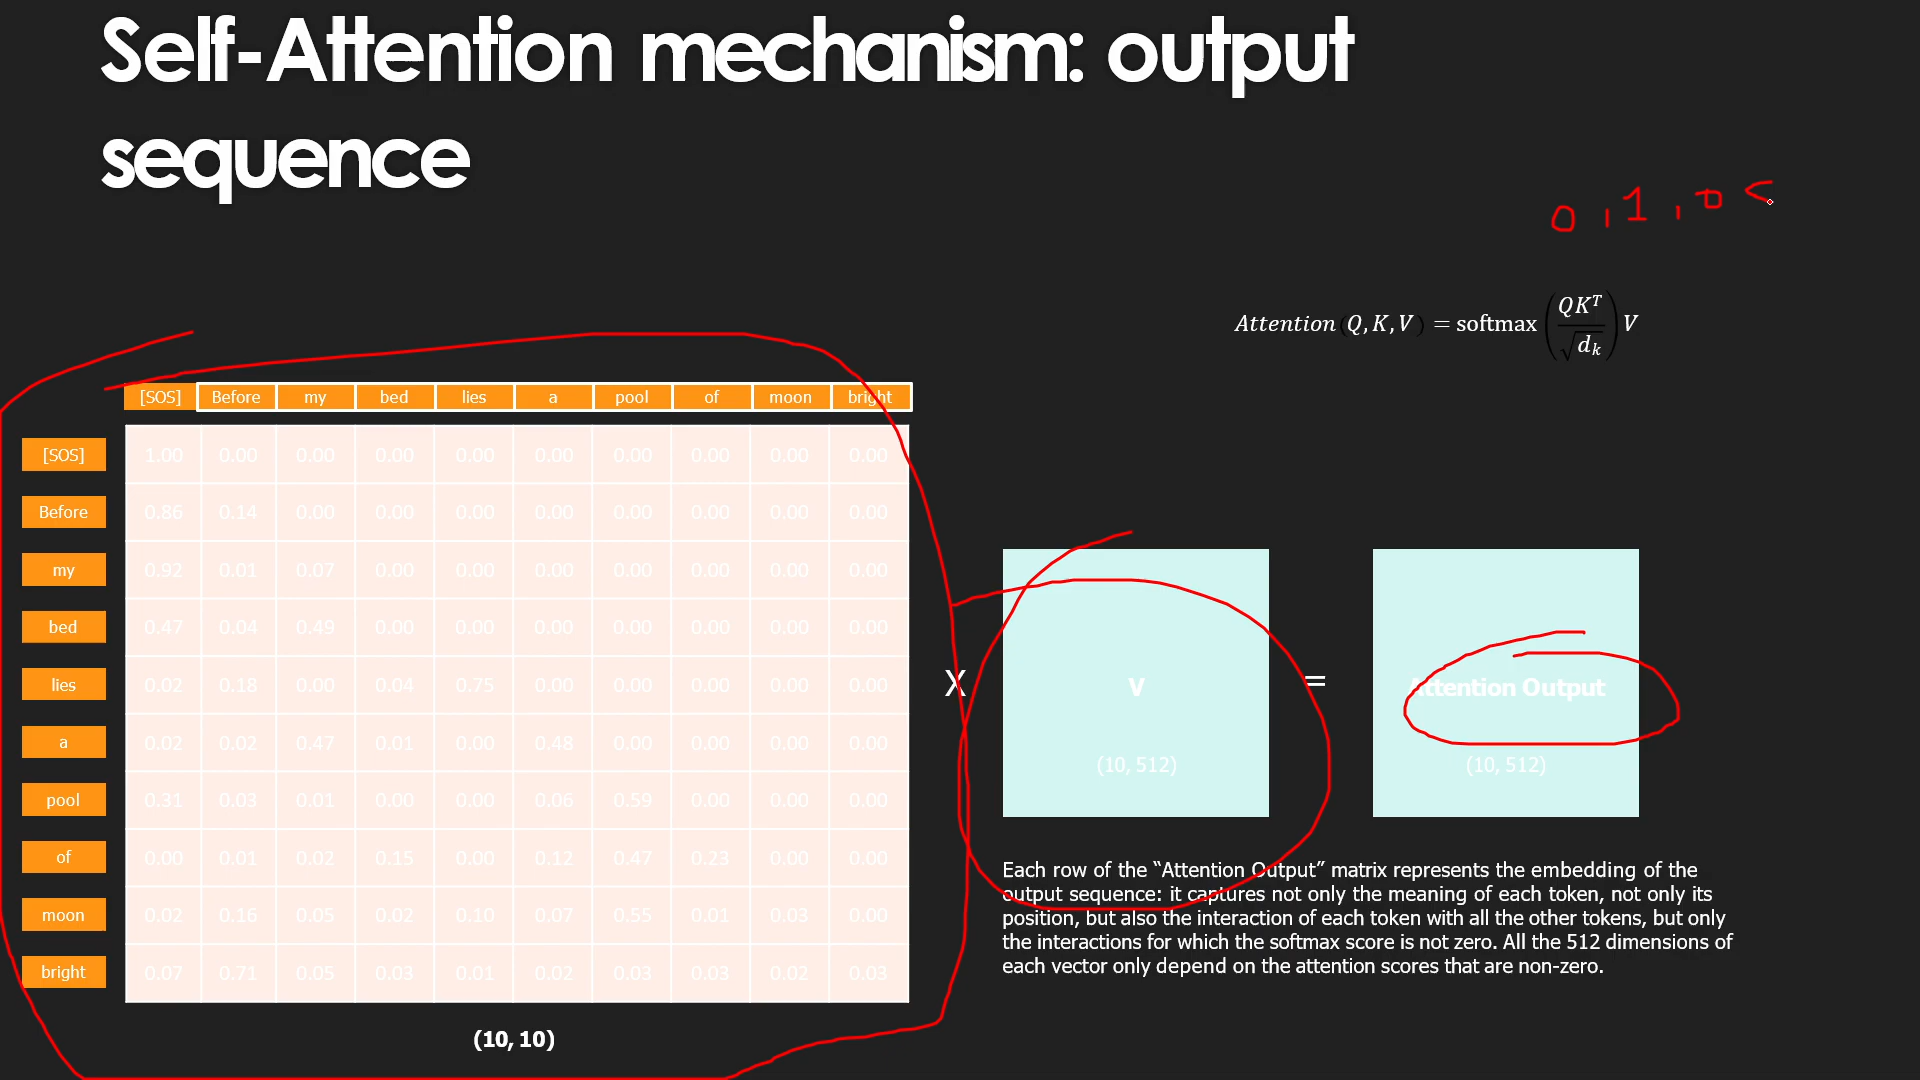 Self-Attention mechanism: output
sequence
0 , 1 , 0 <
Attention (Q, K, V) = softmax (QK^T / √d_k) V
[SOS] Before my bed lies a pool of moon bright
[SOS] 1.00 0.00 0.00 0.00 0.00 0.00 0.00 0.00 0.00 0.00
Before 0.86 0.14 0.00 0.00 0.00 0.00 0.00 0.00 0.00 0.00
my 0.92 0.01 0.07 0.00 0.00 0.00 0.00 0.00 0.00 0.00
bed 0.47 0.04 0.49 0.00 0.00 0.00 0.00 0.00 0.00 0.00
lies 0.02 0.18 0.00 0.04 0.75 0.00 0.00 0.00 0.00 0.00
a 0.02 0.02 0.47 0.01 0.00 0.48 0.00 0.00 0.00 0.00
pool 0.31 0.03 0.01 0.00 0.00 0.06 0.59 0.00 0.00 0.00
of 0.00 0.01 0.02 0.15 0.00 0.12 0.47 0.23 0.00 0.00
moon 0.02 0.16 0.05 0.02 0.10 0.07 0.55 0.01 0.03 0.00
bright 0.07 0.71 0.05 0.03 0.01 0.02 0.03 0.03 0.02 0.03
(10, 10)
X
V
(10, 512)
=
Attention Output
(10, 512)
Each row of the “Attention Output” matrix represents the embedding of the
output sequence: it captures not only the meaning of each token, not only its
position, but also the interaction of each token with all the other tokens, but only
the interactions for which the softmax score is not zero. All the 512 dimensions of
each vector only depend on the attention scores that are non-zero.